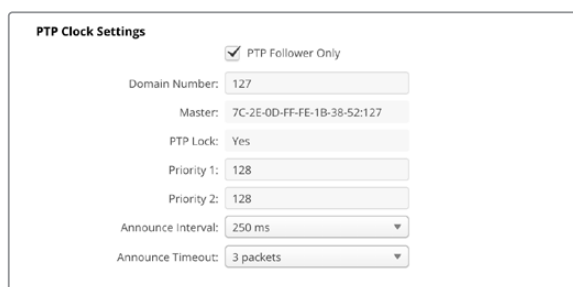 PTP Clock Settings
PTP Follower Only
Domain Number: 127
Master: 7C-2E-0D-FF-FE-1B-38-52:127
PTP Lock: Yes
Priority 1: 128
Priority 2: 128
Announce Interval: 250 ms
Announce Timeout: 3 packets